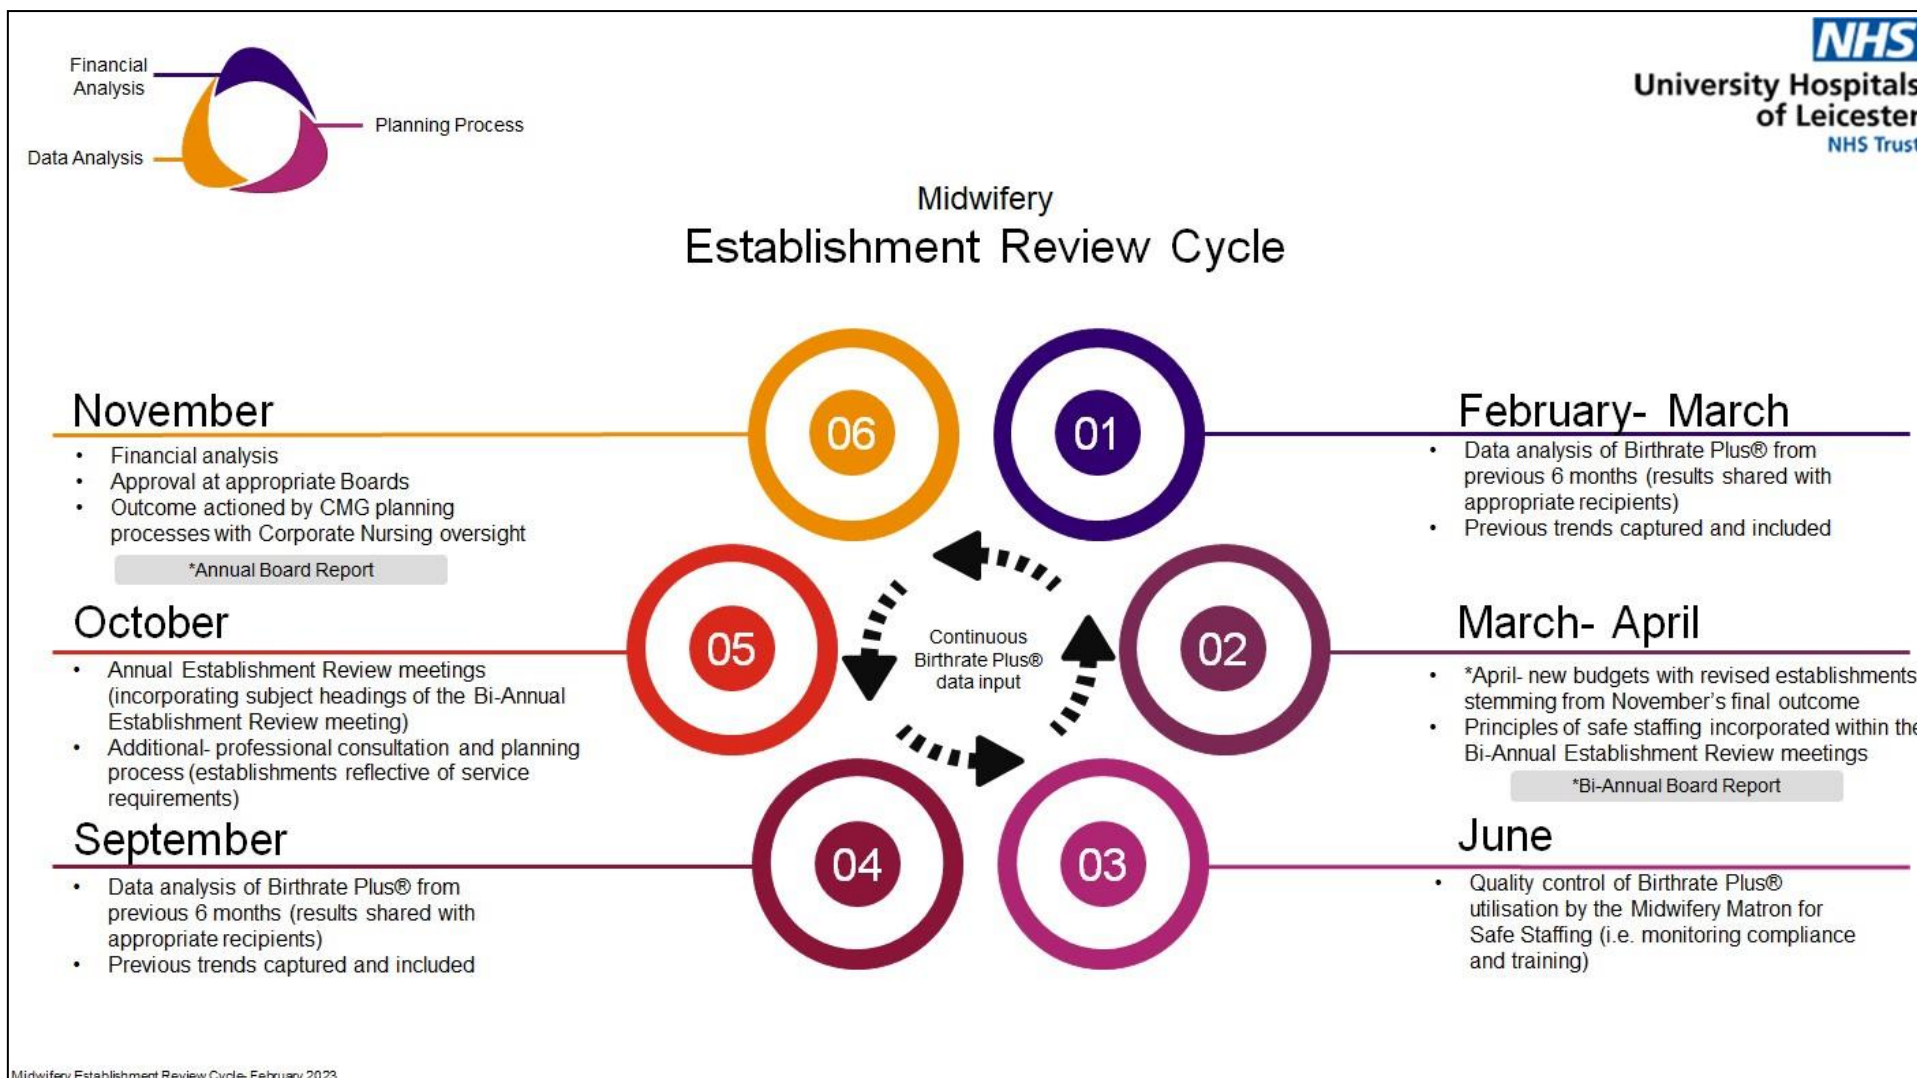 Financial
Analysis
Planning Process
Data Analysis
NHS
University Hospitals
of Leicester
NHS Trust
Midwifery
Establishment Review Cycle
November
• Financial analysis
• Approval at appropriate Boards
• Outcome actioned by CMG planning
processes with Corporate Nursing oversight
*Annual Board Report
October
• Annual Establishment Review meetings
(incorporating subject headings of the Bi-Annual
Establishment Review meeting)
• Additional- professional consultation and planning
process (establishments reflective of service
requirements)
September
• Data analysis of Birthrate Plus® from
previous 6 months (results shared with
appropriate recipients)
• Previous trends captured and included
06
01
05
02
04
03
Continuous
Birthrate Plus®
data input
February- March
• Data analysis of Birthrate Plus® from
previous 6 months (results shared with
appropriate recipients)
• Previous trends captured and included
March- April
• *April- new budgets with revised establishments
stemming from November's final outcome
• Principles of safe staffing incorporated within the
Bi-Annual Establishment Review meetings
*Bi-Annual Board Report
June
• Quality control of Birthrate Plus®
utilisation by the Midwifery Matron for
Safe Staffing (i.e. monitoring compliance
and training)
Midwifery Establishment Review Cycle- February 2023